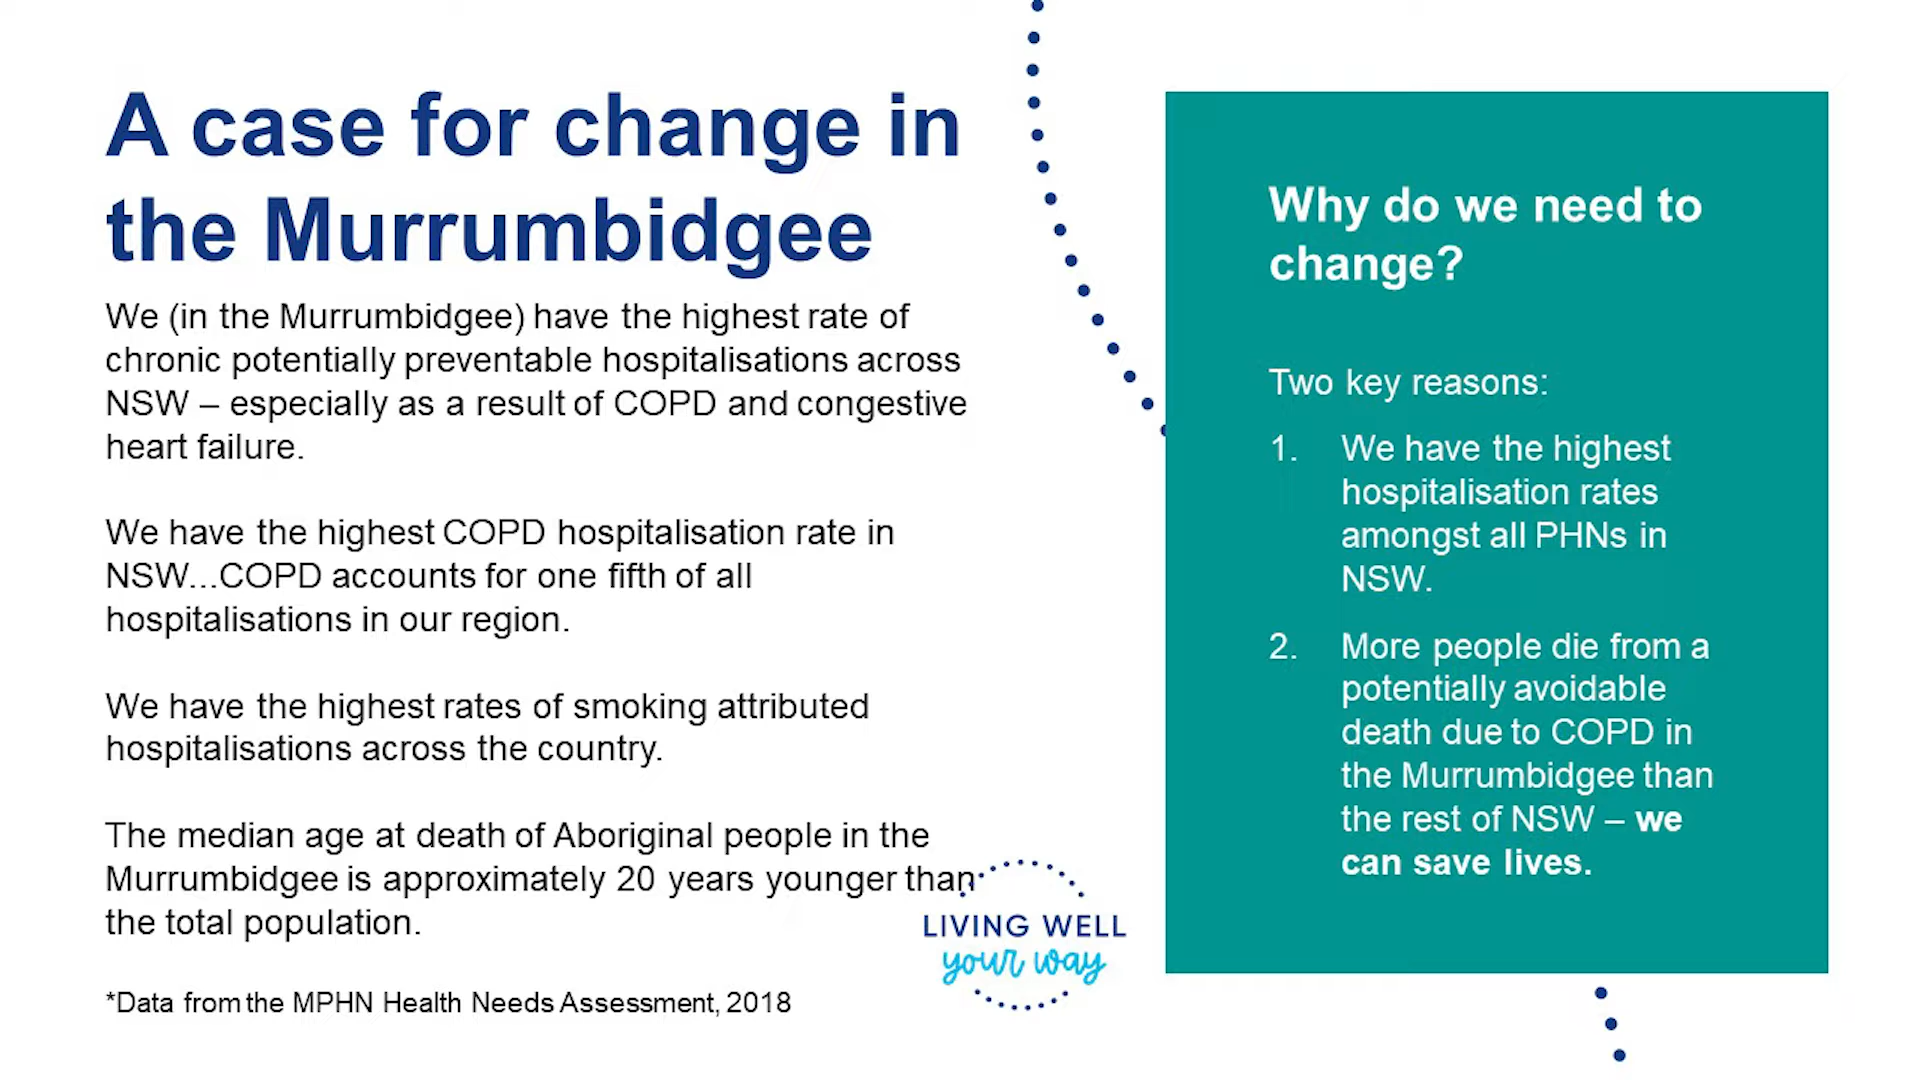 A case for change in
the Murrumbidgee
We (in the Murrumbidgee) have the highest rate of
chronic potentially preventable hospitalisations across
NSW – especially as a result of COPD and congestive
heart failure.
We have the highest COPD hospitalisation rate in
NSW...COPD accounts for one fifth of all
hospitalisations in our region.
We have the highest rates of smoking attributed
hospitalisations across the country.
The median age at death of Aboriginal people in the
Murrumbidgee is approximately 20 years younger than
the total population.
*Data from the MPHN Health Needs Assessment, 2018
LIVING WELL
your way
Why do we need to
change?
Two key reasons:
1. We have the highest
hospitalisation rates
amongst all PHNs in
NSW.
2. More people die from a
potentially avoidable
death due to COPD in
the Murrumbidgee than
the rest of NSW – we
can save lives.